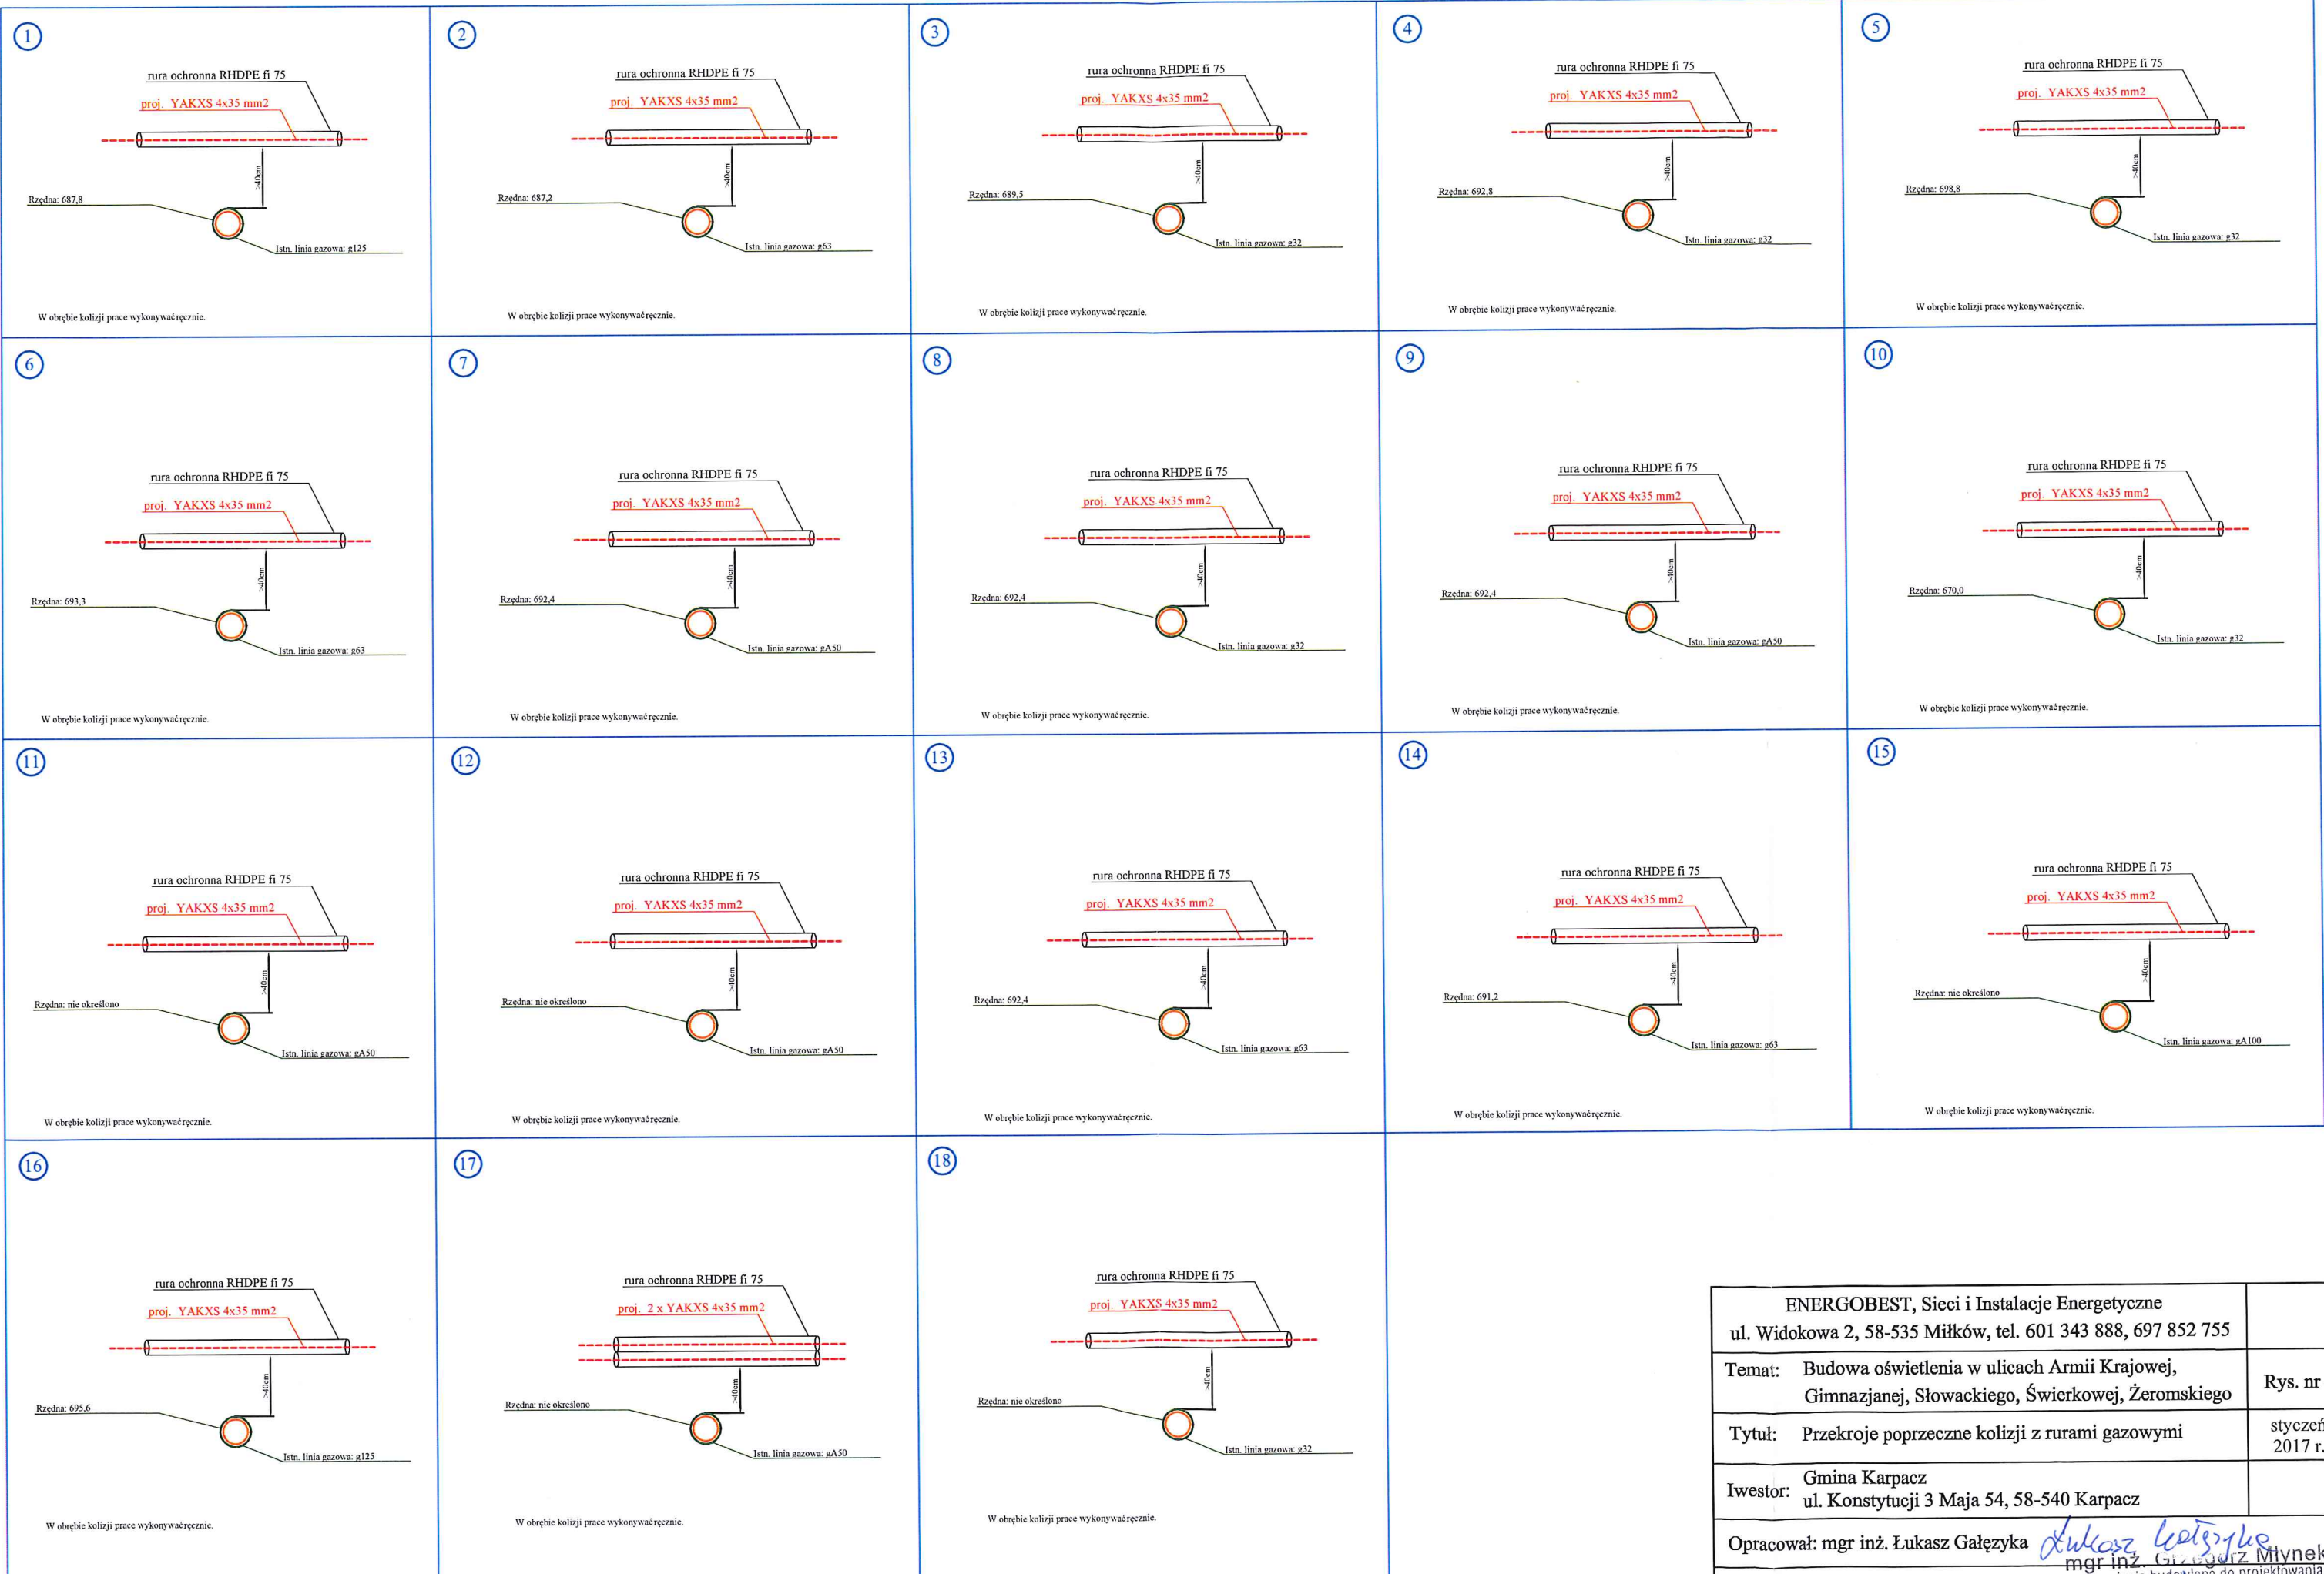 1
rura ochronna RHDPE fi 75
proj. YAKXS 4x35 mm2
>40cm
Rzędna: 687,8
Istn. linia gazowa: g125
W obrębie kolizji prace wykonywać ręcznie.
2
rura ochronna RHDPE fi 75
proj. YAKXS 4x35 mm2
>40cm
Rzędna: 687,2
Istn. linia gazowa: g63
W obrębie kolizji prace wykonywać ręcznie.
3
rura ochronna RHDPE fi 75
proj. YAKXS 4x35 mm2
>40cm
Rzędna: 689,5
Istn. linia gazowa: g32
W obrębie kolizji prace wykonywać ręcznie.
4
rura ochronna RHDPE fi 75
proj. YAKXS 4x35 mm2
>40cm
Rzędna: 692,8
Istn. linia gazowa: g32
W obrębie kolizji prace wykonywać ręcznie.
5
rura ochronna RHDPE fi 75
proj. YAKXS 4x35 mm2
>40cm
Rzędna: 698,8
Istn. linia gazowa: g32
W obrębie kolizji prace wykonywać ręcznie.
6
rura ochronna RHDPE fi 75
proj. YAKXS 4x35 mm2
>40cm
Rzędna: 693,3
Istn. linia gazowa: g63
W obrębie kolizji prace wykonywać ręcznie.
7
rura ochronna RHDPE fi 75
proj. YAKXS 4x35 mm2
>40cm
Rzędna: 692,4
Istn. linia gazowa: gA50
W obrębie kolizji prace wykonywać ręcznie.
8
rura ochronna RHDPE fi 75
proj. YAKXS 4x35 mm2
>40cm
Rzędna: 692,4
Istn. linia gazowa: g32
W obrębie kolizji prace wykonywać ręcznie.
9
rura ochronna RHDPE fi 75
proj. YAKXS 4x35 mm2
>40cm
Rzędna: 692,4
Istn. linia gazowa: gA50
W obrębie kolizji prace wykonywać ręcznie.
10
rura ochronna RHDPE fi 75
proj. YAKXS 4x35 mm2
>40cm
Rzędna: 670,0
Istn. linia gazowa: g32
W obrębie kolizji prace wykonywać ręcznie.
11
rura ochronna RHDPE fi 75
proj. YAKXS 4x35 mm2
>40cm
Rzędna: nie określono
Istn. linia gazowa: gA50
W obrębie kolizji prace wykonywać ręcznie.
12
rura ochronna RHDPE fi 75
proj. YAKXS 4x35 mm2
>40cm
Rzędna: nie określono
Istn. linia gazowa: gA50
W obrębie kolizji prace wykonywać ręcznie.
13
rura ochronna RHDPE fi 75
proj. YAKXS 4x35 mm2
>40cm
Rzędna: 692,4
Istn. linia gazowa: g63
W obrębie kolizji prace wykonywać ręcznie.
14
rura ochronna RHDPE fi 75
proj. YAKXS 4x35 mm2
>40cm
Rzędna: 691,2
Istn. linia gazowa: g63
W obrębie kolizji prace wykonywać ręcznie.
15
rura ochronna RHDPE fi 75
proj. YAKXS 4x35 mm2
>40cm
Rzędna: nie określono
Istn. linia gazowa: gA100
W obrębie kolizji prace wykonywać ręcznie.
16
rura ochronna RHDPE fi 75
proj. YAKXS 4x35 mm2
>40cm
Rzędna: 695,6
Istn. linia gazowa: g125
W obrębie kolizji prace wykonywać ręcznie.
17
rura ochronna RHDPE fi 75
proj. 2 x YAKXS 4x35 mm2
>40cm
Rzędna: nie określono
Istn. linia gazowa: gA50
W obrębie kolizji prace wykonywać ręcznie.
18
rura ochronna RHDPE fi 75
proj. YAKXS 4x35 mm2
>40cm
Rzędna: nie określono
Istn. linia gazowa: g32
W obrębie kolizji prace wykonywać ręcznie.
ENERGOBEST, Sieci i Instalacje Energetyczne
ul. Widokowa 2, 58-535 Miłków, tel. 601 343 888, 697 852 755
Temat: Budowa oświetlenia w ulicach Armii Krajowej,
Gimnazjanej, Słowackiego, Świerkowej, Żeromskiego
Rys. nr
Tytuł: Przekroje poprzeczne kolizji z rurami gazowymi
styczeń
2017 r.
Iwestor: Gmina Karpacz
ul. Konstytucji 3 Maja 54, 58-540 Karpacz
Opracował: mgr inż. Łukasz Gałęzyka
Łukasz Gałęzyka
mgr inż. Grzegorz Młynek
do projektowania